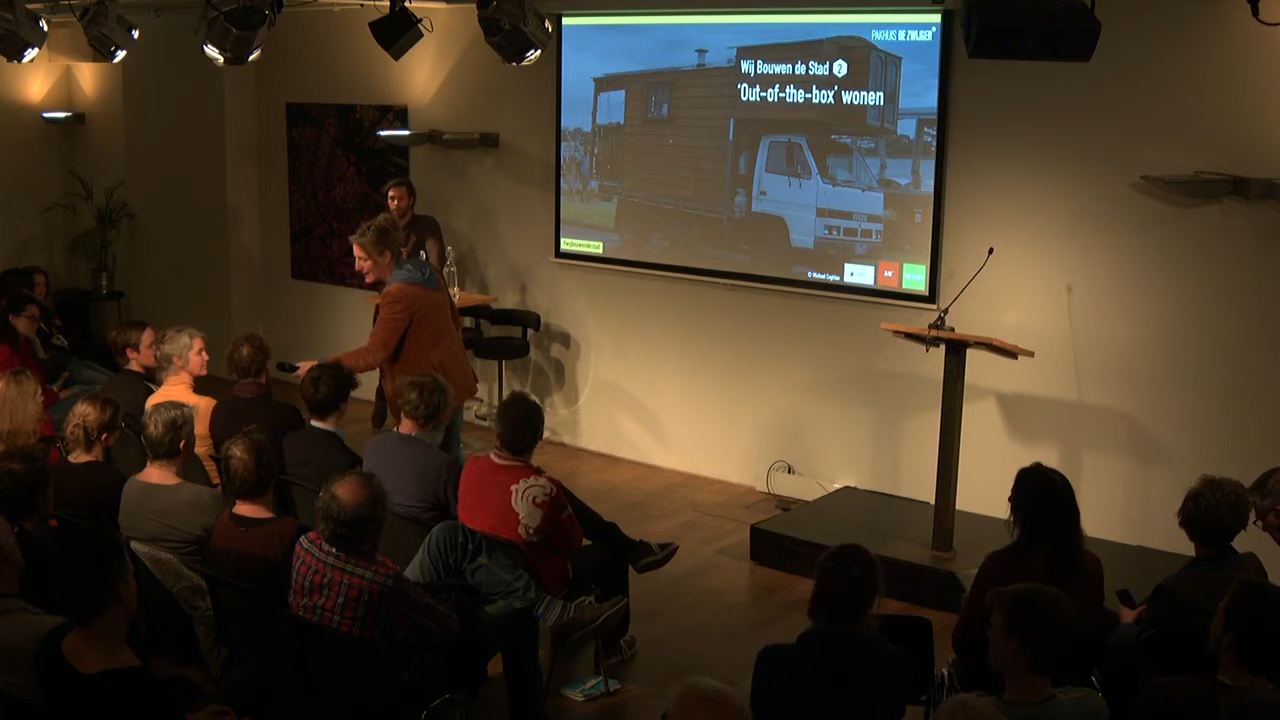 PAKHUIS DE ZWIJGER
Wij Bouwen de Stad 2
'Out-of-the-box' wonen
#wijbouwendestad
© Michael Coghlan